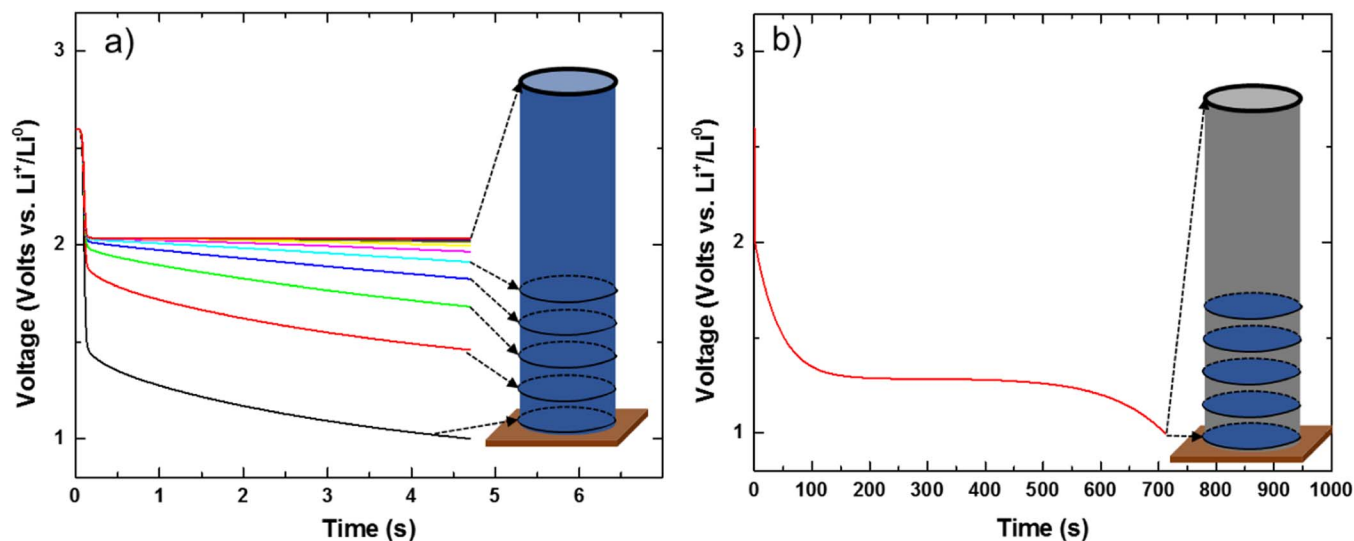 a)
3
2
1
Voltage (Volts vs. Li⁺/Li⁰)
0 1 2 3 4 5 6
Time (s)
b)
3
2
1
Voltage (Volts vs. Li⁺/Li⁰)
0 100 200 300 400 500 600 700 800 900 1000
Time (s)